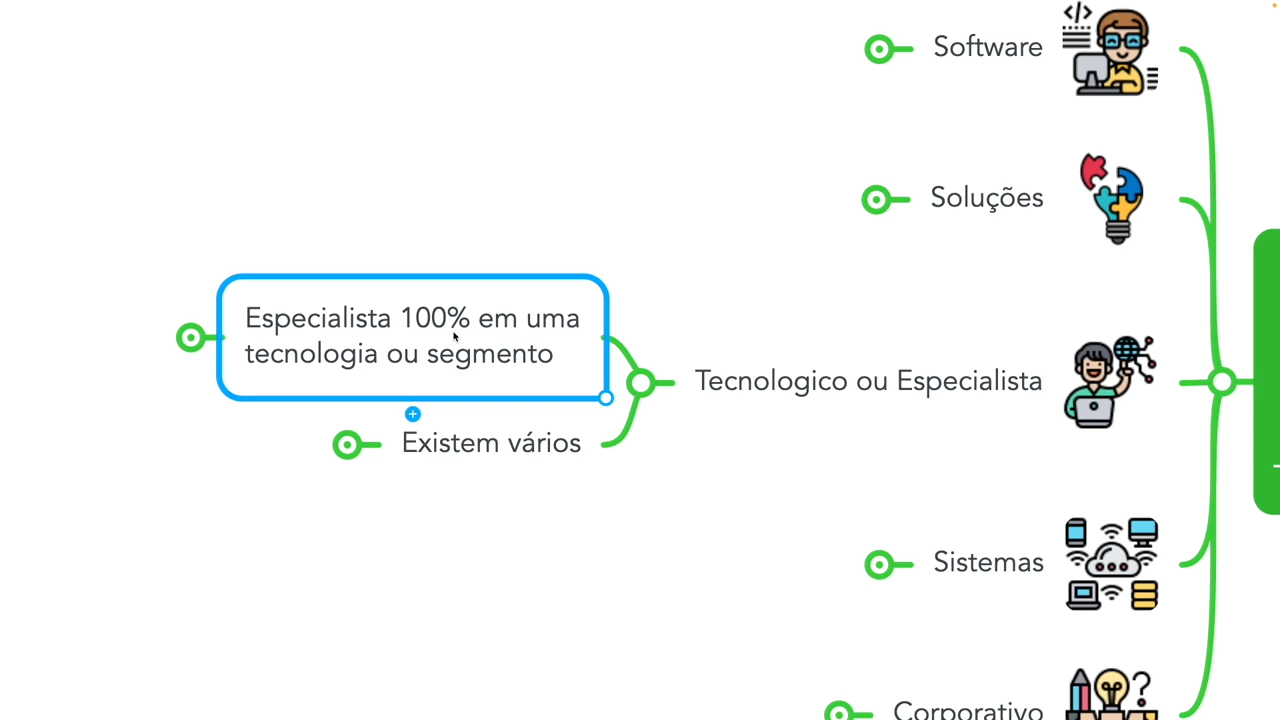 Software
Soluções
Especialista 100% em uma
tecnologia ou segmento
Tecnologico ou Especialista
Existem vários
Sistemas
Corporativo